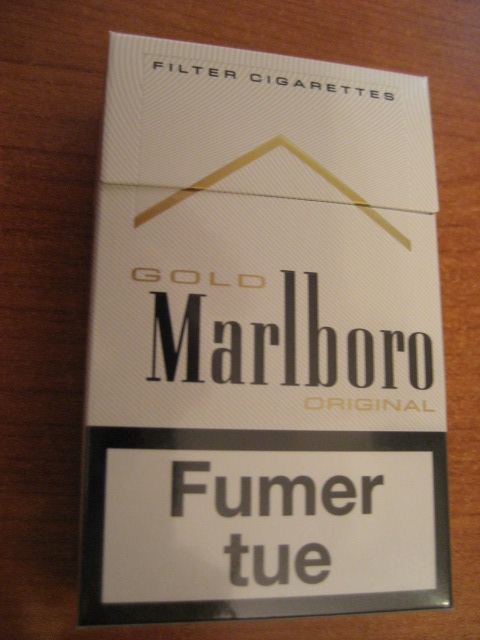 FILTER CIGARETTES
GOLD
Marlboro
ORIGINAL
Fumer
tue